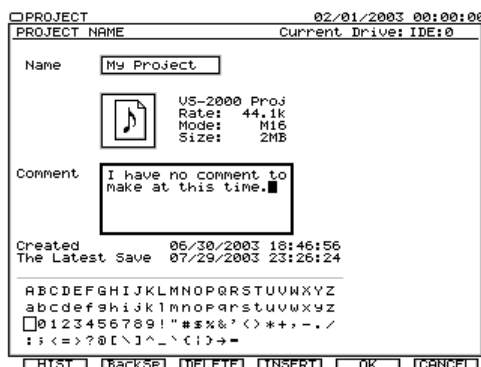 PROJECT 02/01/2003 00:00:00
PROJECT NAME Current Drive:IDE:0
Name My Project
VS-2000 Proj
Rate: 44.1k
Mode: M16
Size: 2MB
Comment I have no comment to
make at this time.
Created 06/30/2003 18:46:56
The Latest Save 07/29/2003 23:26:24
ABCDEFGHIJKLMNOPQRSTUVWXYZ
abcdefghijklmnopqrstuvwxyz
0123456789!"#$%&'()*+,-./
:;<=>?@[\]^_`{|}→←
HIST BackSP DELETE INSERT OK CANCEL